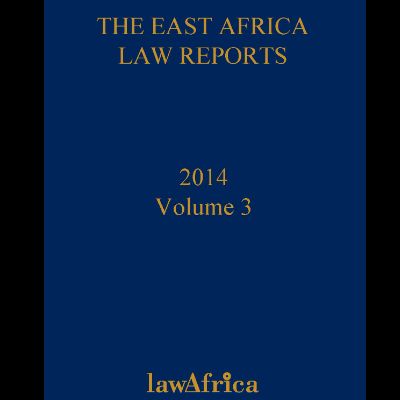 THE EAST AFRICA
LAW REPORTS
2014
Volume 3
lawAfrica